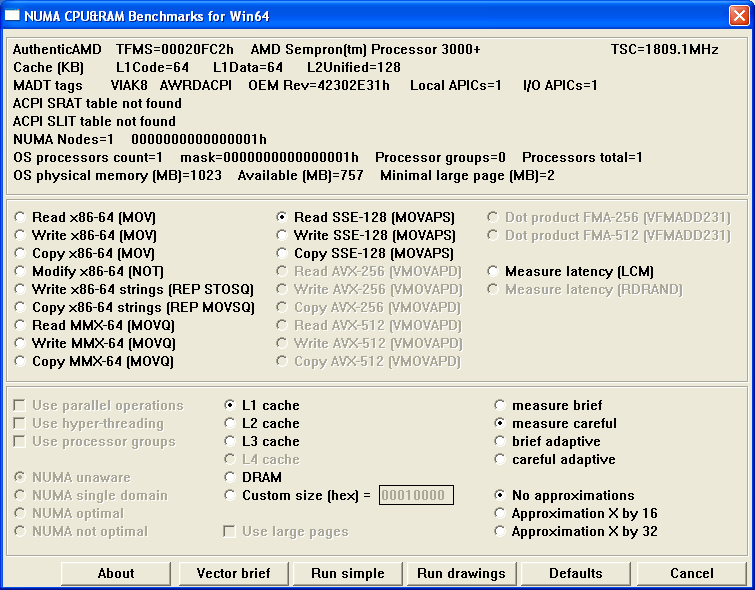 NUMA CPU&RAM Benchmarks for Win64
AuthenticAMD TFMS=00020FC2h AMD Sempron(tm) Processor 3000+ TSC=1809.1MHz
Cache (KB) L1Code=64 L1Data=64 L2Unified=128
MADT tags VIAK8 AWRDACPI OEM Rev=42302E31h Local APICs=1 I/O APICs=1
ACPI SRAT table not found
ACPI SLIT table not found
NUMA Nodes=1 0000000000000001h
OS processors count=1 mask=0000000000000001h Processor groups=0 Processors total=1
OS physical memory (MB)=1023 Available (MB)=757 Minimal large page (MB)=2
Read x86-64 (MOV)
Write x86-64 (MOV)
Copy x86-64 (MOV)
Modify x86-64 (NOT)
Write x86-64 strings (REP STOSQ)
Copy x86-64 strings (REP MOVSQ)
Read MMX-64 (MOVQ)
Write MMX-64 (MOVQ)
Copy MMX-64 (MOVQ)
Read SSE-128 (MOVAPS)
Write SSE-128 (MOVAPS)
Copy SSE-128 (MOVAPS)
Read AVX-256 (VMOVAPD)
Write AVX-256 (VMOVAPD)
Copy AVX-256 (VMOVAPD)
Read AVX-512 (VMOVAPD)
Write AVX-512 (VMOVAPD)
Copy AVX-512 (VMOVAPD)
Dot product FMA-256 (VFMADD231)
Dot product FMA-512 (VFMADD231)
Measure latency (LCM)
Measure latency (RDRAND)
Use parallel operations
Use hyper-threading
Use processor groups
NUMA unaware
NUMA single domain
NUMA optimal
NUMA not optimal
L1 cache
L2 cache
L3 cache
L4 cache
DRAM
Custom size (hex) = 00010000
Use large pages
measure brief
measure careful
brief adaptive
careful adaptive
No approximations
Approximation X by 16
Approximation X by 32
About Vector brief Run simple Run drawings Defaults Cancel